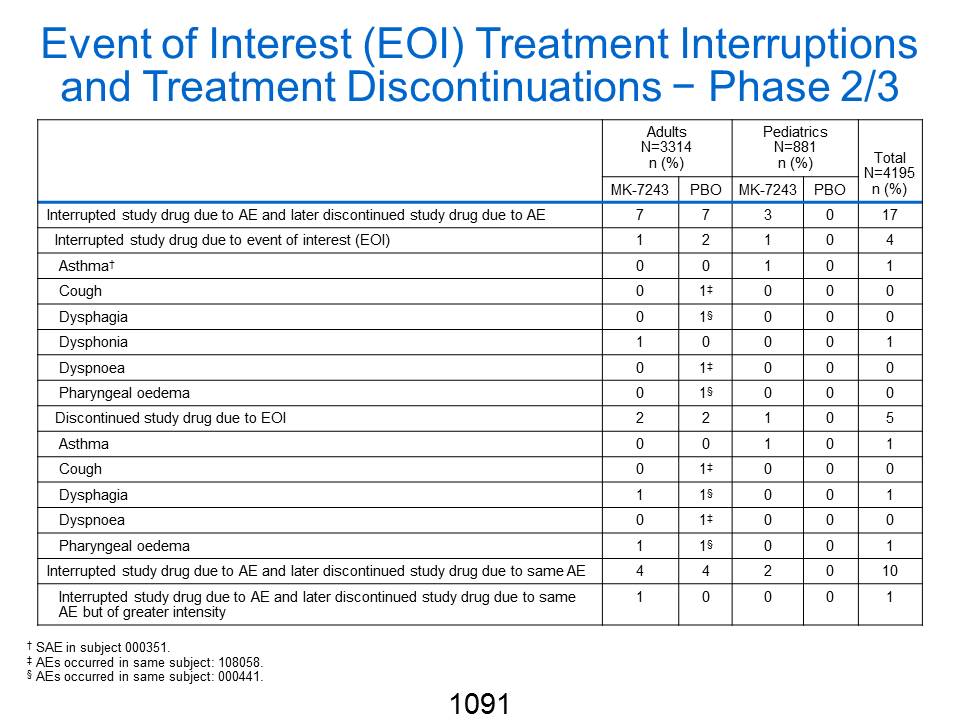 Event of Interest (EOI) Treatment Interruptions
and Treatment Discontinuations − Phase 2/3
Adults
N=3314
n (%)
Pediatrics
N=881
n (%)
Total
N=4195
n (%)
MK-7243 PBO MK-7243 PBO
Interrupted study drug due to AE and later discontinued study drug due to AE 7 7 3 0 17
Interrupted study drug due to event of interest (EOI) 1 2 1 0 4
Asthma† 0 0 1 0 1
Cough 0 1‡ 0 0 0
Dysphagia 0 1§ 0 0 0
Dysphonia 1 0 0 0 1
Dyspnoea 0 1‡ 0 0 0
Pharyngeal oedema 0 1§ 0 0 0
Discontinued study drug due to EOI 2 2 1 0 5
Asthma 0 0 1 0 1
Cough 0 1‡ 0 0 0
Dysphagia 1 1§ 0 0 1
Dyspnoea 0 1‡ 0 0 0
Pharyngeal oedema 1 1§ 0 0 1
Interrupted study drug due to AE and later discontinued study drug due to same AE 4 4 2 0 10
Interrupted study drug due to AE and later discontinued study drug due to same 1 0 0 0 1
AE but of greater intensity
† SAE in subject 000351.
‡ AEs occurred in same subject: 108058.
§ AEs occurred in same subject: 000441.
1091